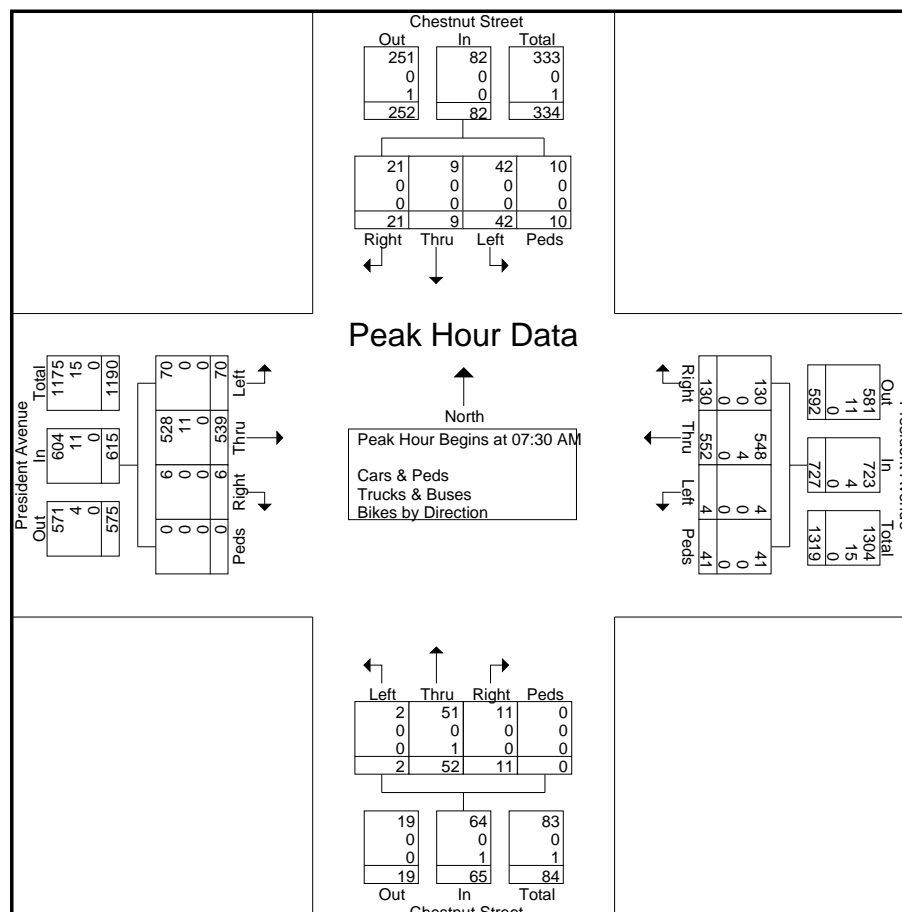 Chestnut Street
Out In Total
251 82 333
0 0 0
1 0 1
252 82 334
21 9 42 10
0 0 0 0
0 0 0 0
21 9 42 10
Right Thru Left Peds
Peak Hour Data
North
Peak Hour Begins at 07:30 AM
Cars & Peds
Trucks & Buses
Bikes by Direction
President Avenue
Out In Total
571 604 1175
4 11 15
0 0 0
575 615 1190
Peds Right Thru Left
0 6 528 70
0 0 11 0
0 0 0 0
0 6 539 70
Right Thru Left Peds
130 548 4 41
0 4 0 0
0 0 0 0
130 552 4 41
Out In Total
581 723 1304
11 4 15
0 0 0
592 727 1319
Left Thru Right Peds
2 51 11 0
0 0 0 0
0 1 0 0
2 52 11 0
19 64 83
0 0 0
0 1 1
19 65 84
Out In Total
Chestnut Street